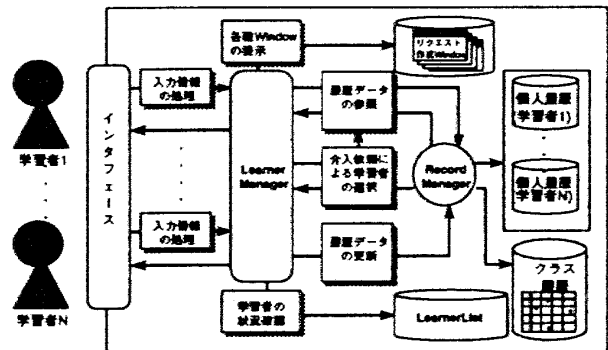 各種Window
の提示
リクエスト
作成Window
学習者1
インタフェース
入力情報
の処理
Learner
Manager
履歴データ
の参照
個人履歴
(学習者1)
介入依頼に
よる学習者
の選択
Record
Manager
個人履歴
学習者N)
入力情報
の処理
履歴データ
の更新
学習者N
学習者の
状況確認
LearnerList
クラス
履歴